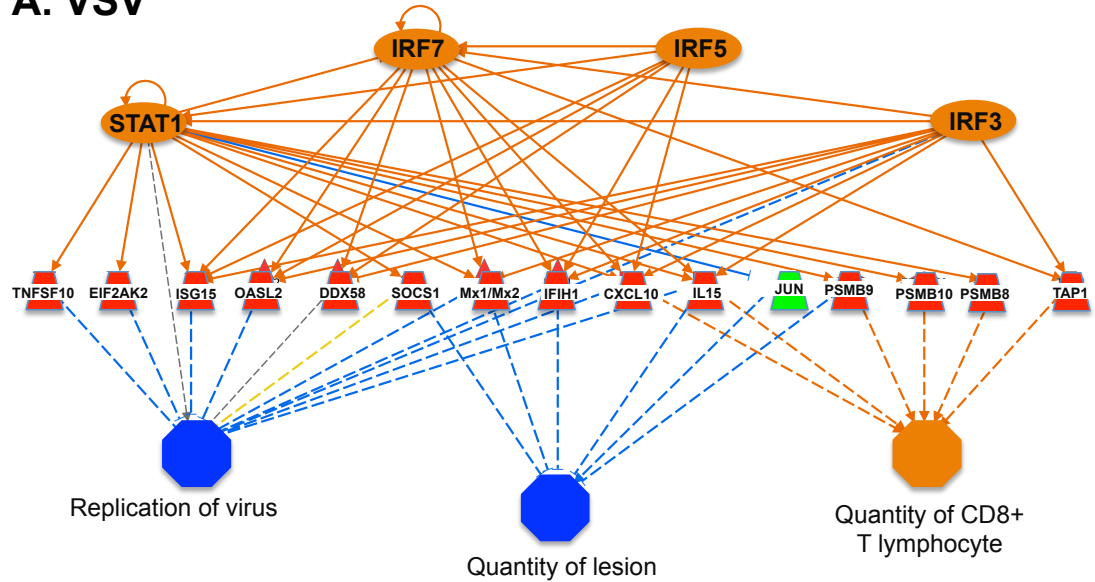 A. VSV
IRF7
IRF5
STAT1
IRF3
TNFSF10
EIF2AK2
ISG15
OASL2
DDX58
SOCS1
Mx1/Mx2
IFIH1
CXCL10
IL15
JUN
PSMB9
PSMB10
PSMB8
TAP1
Replication of virus
Quantity of lesion
Quantity of CD8+
T lymphocyte